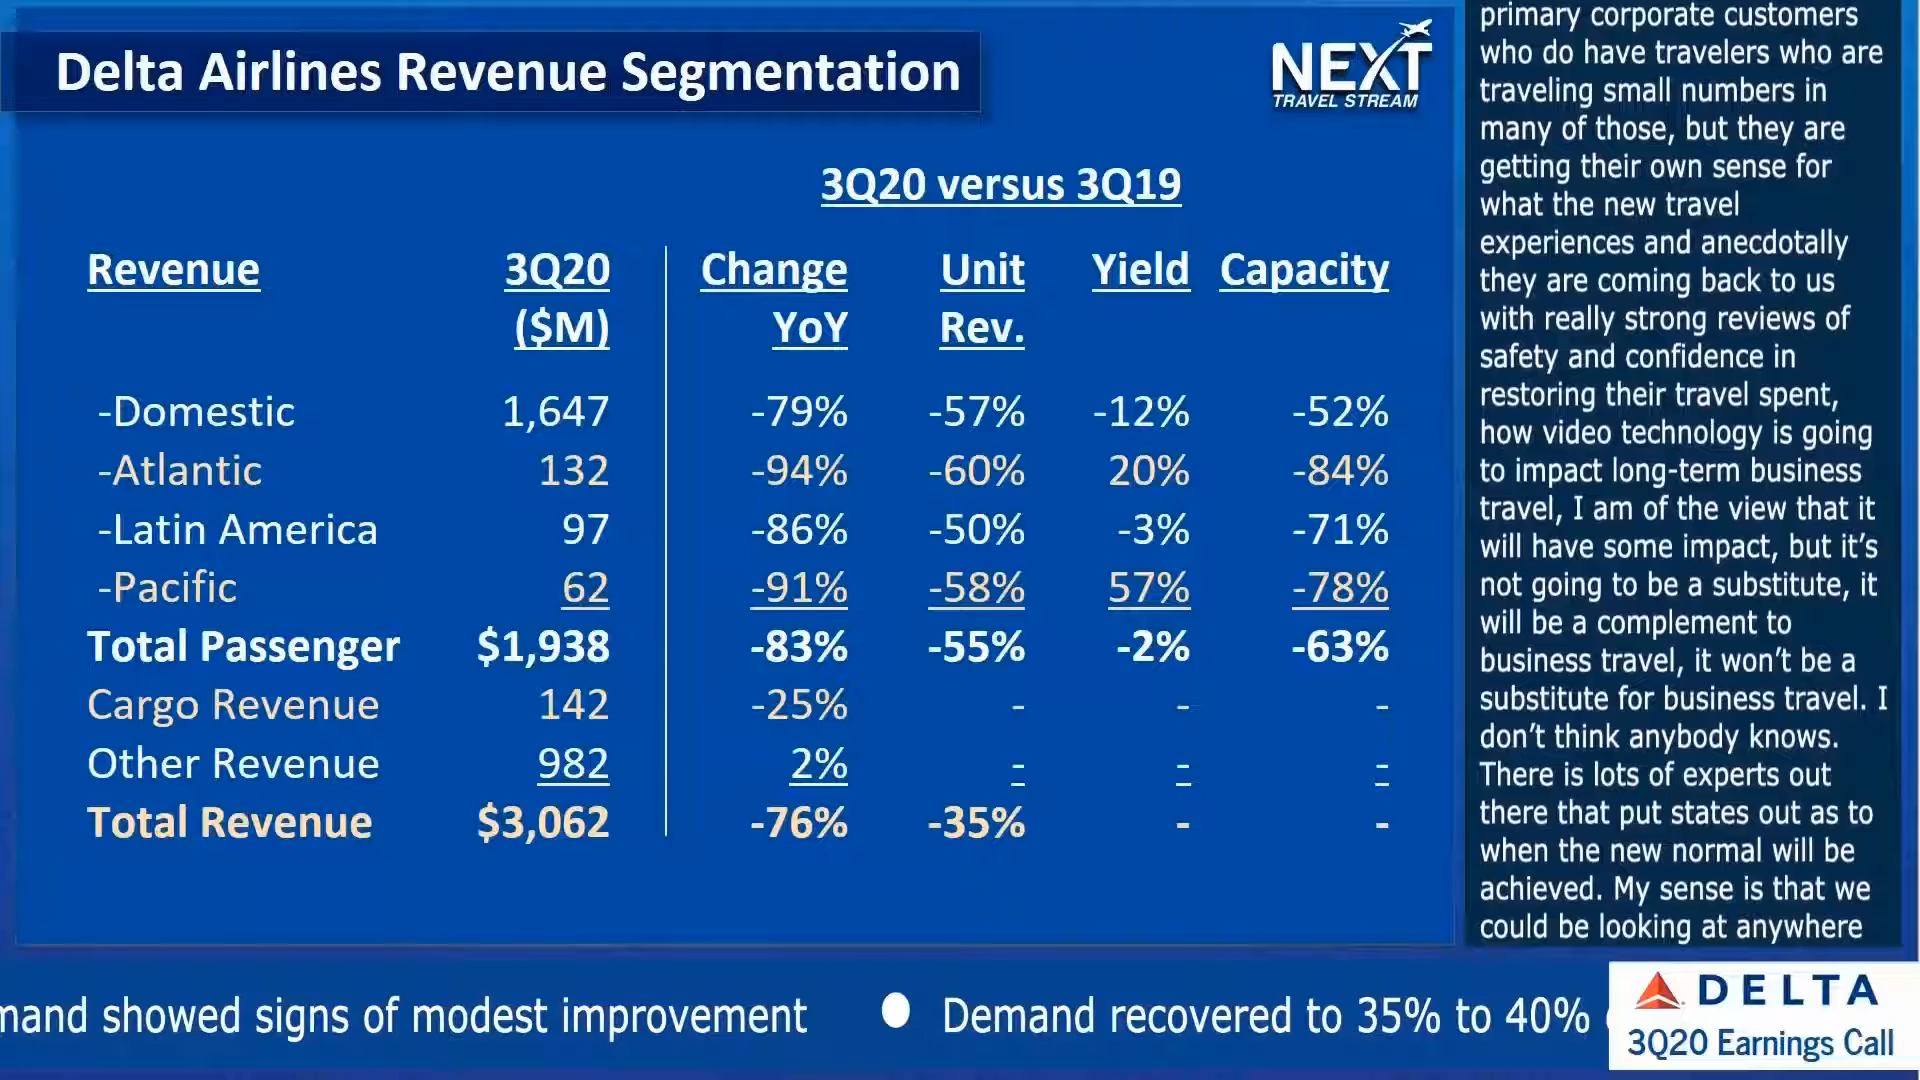 Delta Airlines Revenue Segmentation
NEXT
TRAVEL STREAM
3Q20 versus 3Q19
Revenue 3Q20 ($M) Change YoY Unit Rev. Yield Capacity
-Domestic 1,647 -79% -57% -12% -52%
-Atlantic 132 -94% -60% 20% -84%
-Latin America 97 -86% -50% -3% -71%
-Pacific 62 -91% -58% 57% -78%
Total Passenger $1,938 -83% -55% -2% -63%
Cargo Revenue 142 -25% - - -
Other Revenue 982 2% - - -
Total Revenue $3,062 -76% -35% - -
primary corporate customers
who do have travelers who are
traveling small numbers in
many of those, but they are
getting their own sense for
what the new travel
experiences and anecdotally
they are coming back to us
with really strong reviews of
safety and confidence in
restoring their travel spent,
how video technology is going
to impact long-term business
travel, I am of the view that it
will have some impact, but it's
not going to be a substitute, it
will be a complement to
business travel, it won't be a
substitute for business travel. I
don't think anybody knows.
There is lots of experts out
there that put states out as to
when the new normal will be
achieved. My sense is that we
could be looking at anywhere
mand showed signs of modest improvement ● Demand recovered to 35% to 40%
DELTA
3Q20 Earnings Call